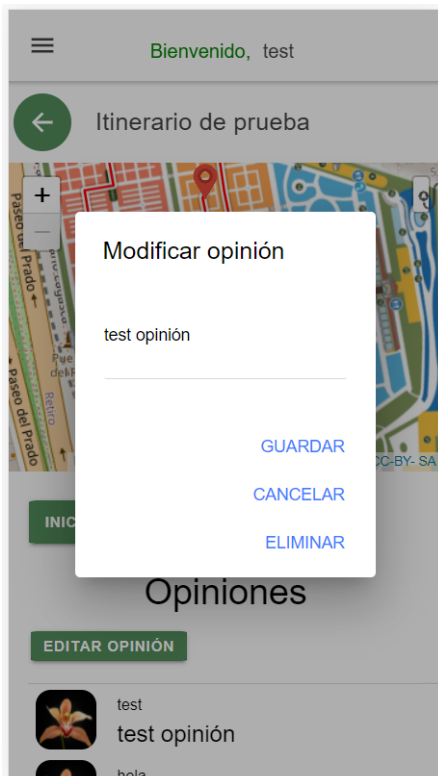 Bienvenido, test
Itinerario de prueba
+
Paseo del Prado
Modificar opinión
test opinión
Paseo del Prado
Retiro
GUARDAR
CC-BY- SA
CANCELAR
INIC
ELIMINAR
Opiniones
EDITAR OPINIÓN
test
test opinión
hola